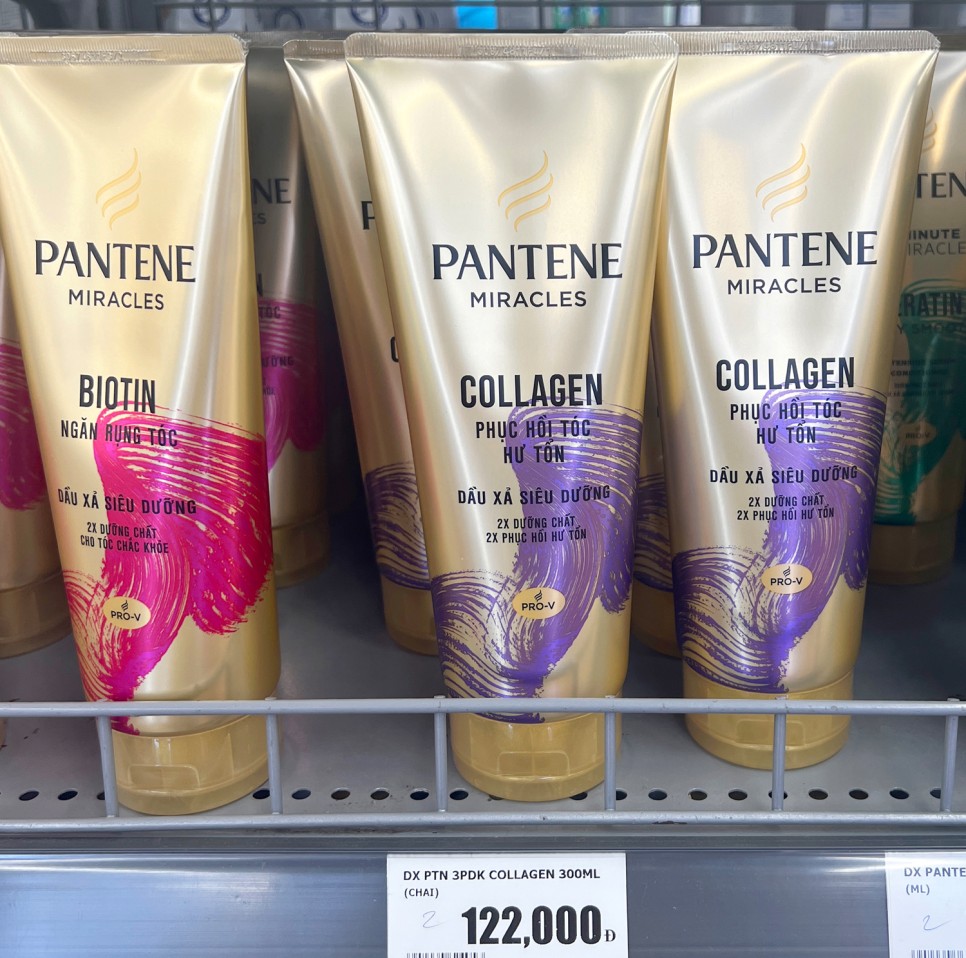 PANTENE
MIRACLES
BIOTIN
NGĂN RỤNG TÓC
DẦU XẢ SIÊU DƯỠNG
2X DƯỠNG CHẤT
CHO TÓC CHẮC KHỎE
PRO-V
PANTENE
MIRACLES
COLLAGEN
PHỤC HỒI TÓC
HƯ TỔN
DẦU XẢ SIÊU DƯỠNG
2X DƯỠNG CHẤT
2X PHỤC HỒI HƯ TỔN
PRO-V
PANTENE
MIRACLES
COLLAGEN
PHỤC HỒI TÓC
HƯ TỔN
DẦU XẢ SIÊU DƯỠNG
2X DƯỠNG CHẤT
2X PHỤC HỒI HƯ TỔN
PRO-V
PRO-V
DX PTN 3PDK COLLAGEN 300ML
(CHAI)
2
122,000Đ
DX PANTE
(ML)
2